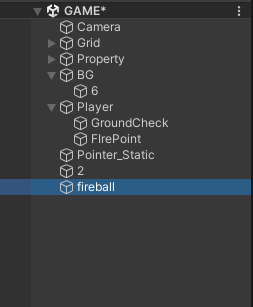 GAME*
Camera
Grid
Property
BG
6
Player
GroundCheck
FIrePoint
Pointer_Static
2
fireball